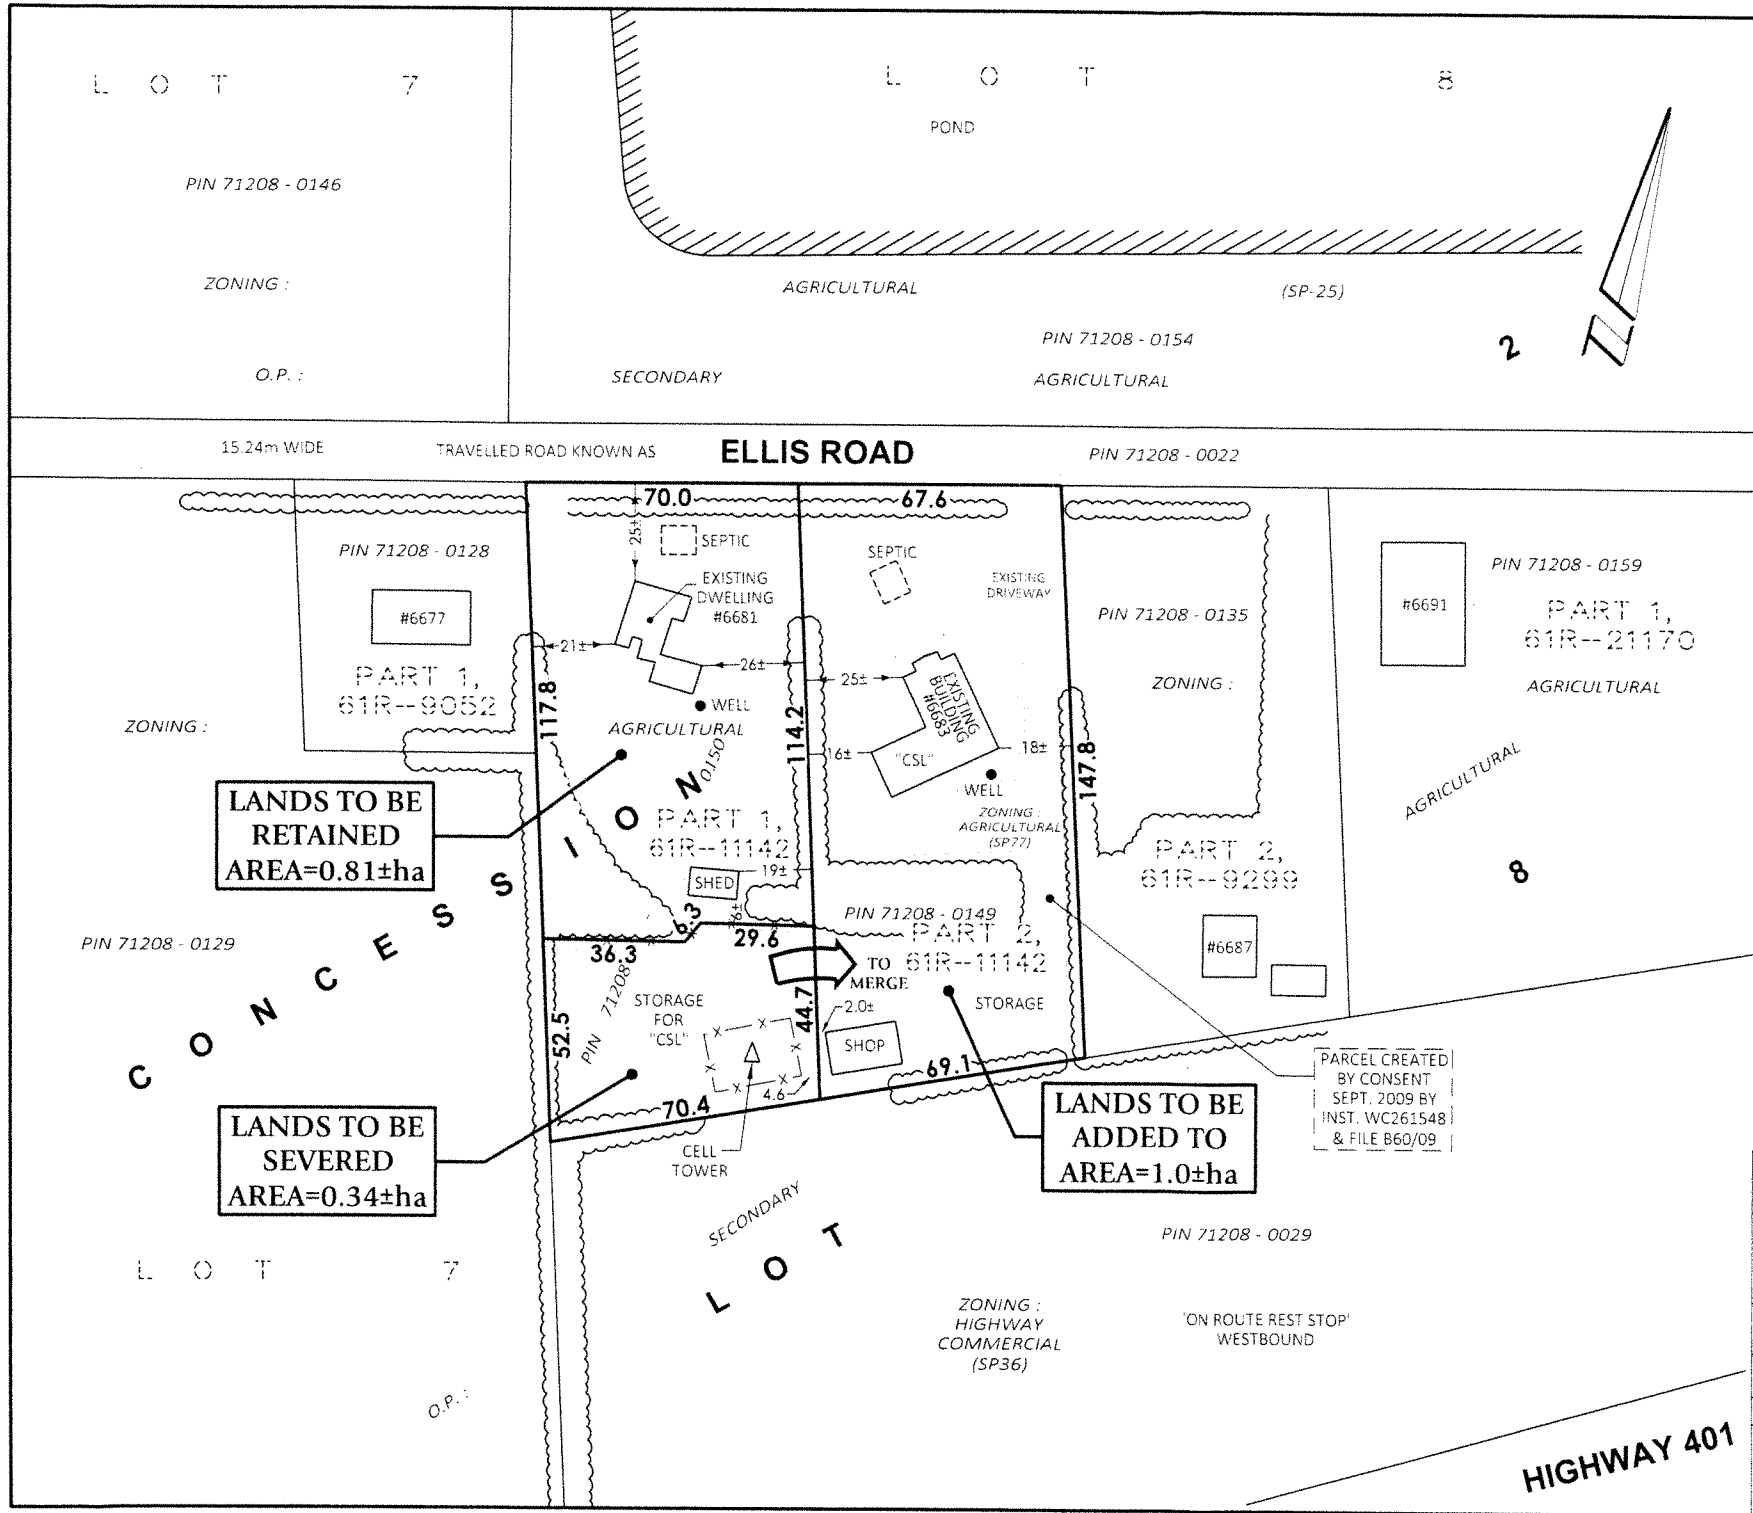 L O T 7
L O T 8
POND
PIN 71208 - 0146
ZONING :
AGRICULTURAL
(SP-25)
PIN 71208 - 0154
2
O.P. :
SECONDARY
AGRICULTURAL
Z
15.24m WIDE
TRAVELLED ROAD KNOWN AS
ELLIS ROAD
PIN 71208 - 0022
70.0
67.6
25±
SEPTIC
SEPTIC
PIN 71208 - 0128
#6677
PART 1,
61R--9052
EXISTING
DWELLING
#6681
EXISTING
DRIVEWAY
PIN 71208 - 0135
#6691
PIN 71208 - 0159
PART 1,
61R--21170
AGRICULTURAL
21±
26±
25±
EXISTING
BUILDING
#6683
ZONING :
WELL
AGRICULTURAL
ZONING :
117.8
114.2
16±
"CSL"
18±
147.8
WELL
ZONING :
AGRICULTURAL
(SP77)
AGRICULTURAL
LANDS TO BE
RETAINED
AREA=0.81±ha
0150
PART 1,
61R--11142
SHED
19±
6±
PART 2,
61R--9299
8
#6687
PIN 71208 - 0129
36.3
6.3
29.6
PIN 71208 - 0149
PART 2,
61R--11142
TO
MERGE
PIN 71208
STORAGE
FOR
"CSL"
52.5
44.7
2.0±
SHOP
STORAGE
4.6
69.1
70.4
CELL
TOWER
PARCEL CREATED
BY CONSENT
SEPT. 2009 BY
INST. WC261548
& FILE B60/09
LANDS TO BE
SEVERED
AREA=0.34±ha
LANDS TO BE
ADDED TO
AREA=1.0±ha
C O N C E S S I O N
SECONDARY
L O T
PIN 71208 - 0029
L O T 7
ZONING :
HIGHWAY
COMMERCIAL
(SP36)
'ON ROUTE REST STOP'
WESTBOUND
O.P. :
HIGHWAY 401